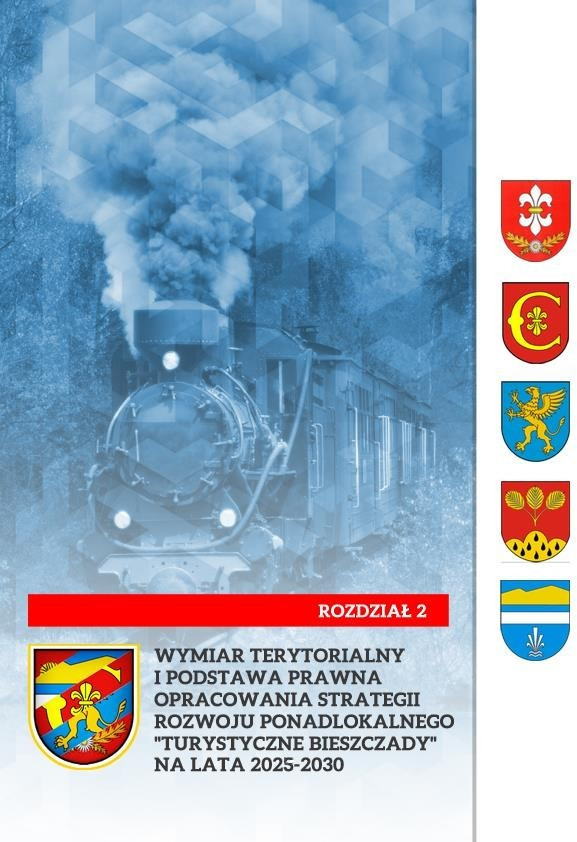 ROZDZIAŁ 2
WYMIAR TERYTORIALNY
I PODSTAWA PRAWNA
OPRACOWANIA STRATEGII
ROZWOJU PONADLOKALNEGO
"TURYSTYCZNE BIESZCZADY"
NA LATA 2025-2030